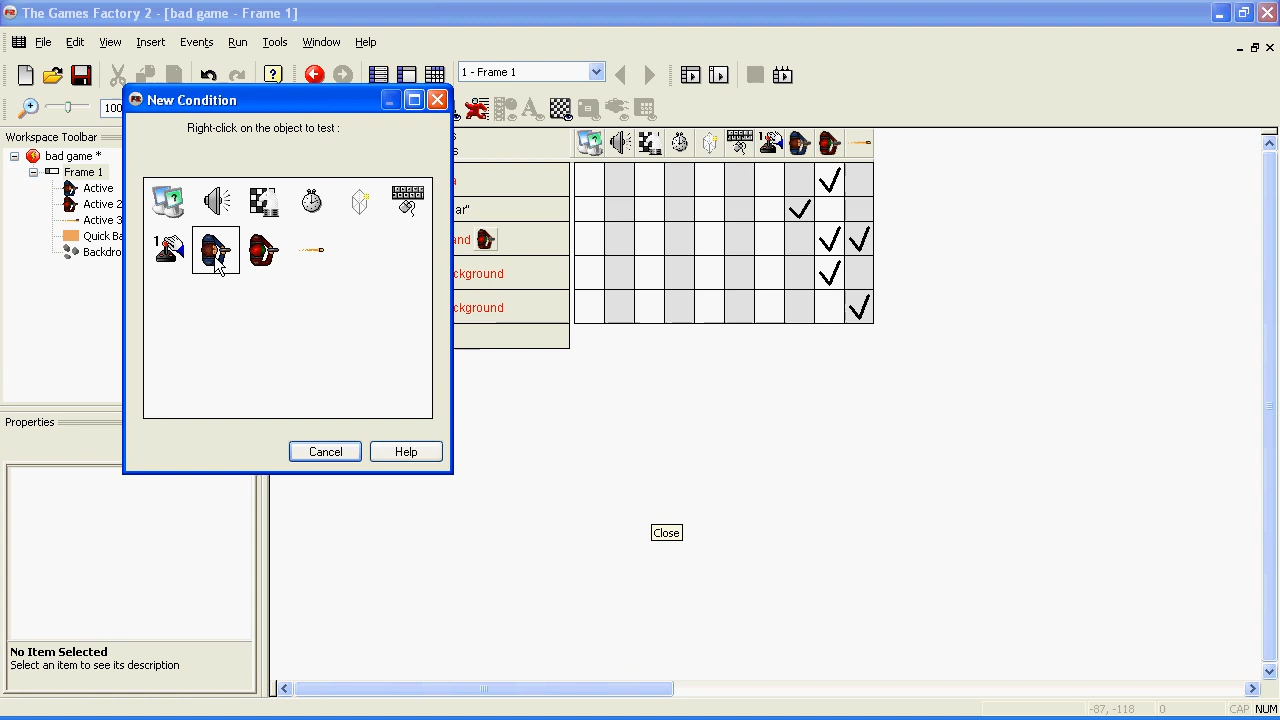 The Games Factory 2 - [bad game - Frame 1]
File Edit View Insert Events Run Tools Window Help
1 - Frame 1
100
New Condition
Right-click on the object to test :
Cancel Help
Workspace Toolbar
bad game *
Frame 1
Active
Active 2
Active 3
Quick Ba
Backdro
ar"
and
ckground
ckground
Properties
Close
No Item Selected
Select an item to see its description
-87, -118 0 CAP NUM